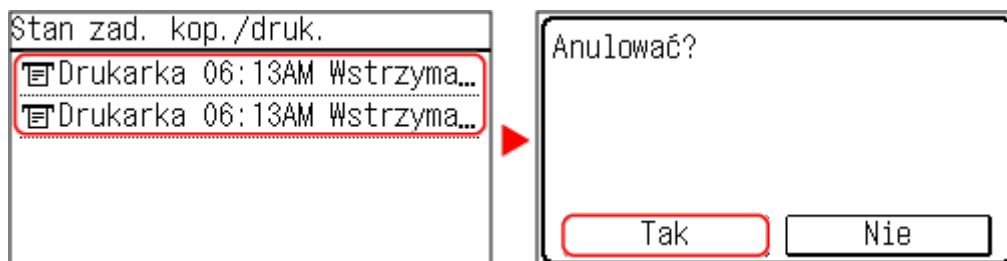 Stan zad. kop./druk.
Drukarka 06:13AM Wstrzyma…
Drukarka 06:13AM Wstrzyma…
Anulować?
Tak Nie